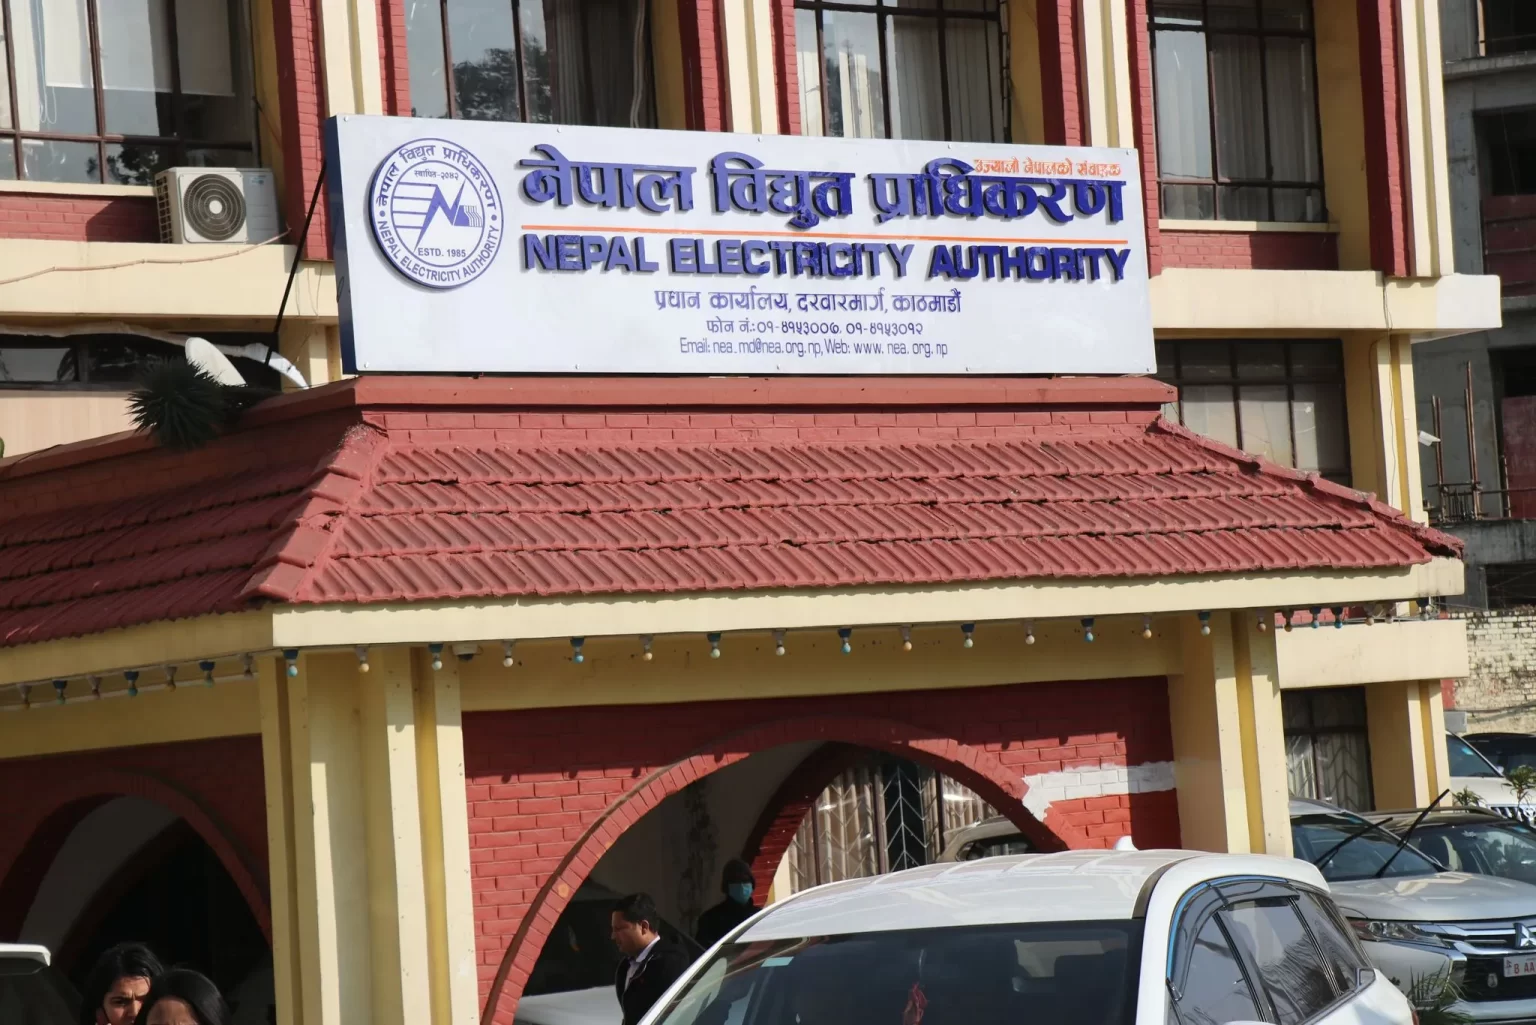 नेपाल विद्युत प्राधिकरण
स्थापित-२०४२
ESTD. 1985
NEPAL ELECTRICITY AUTHORITY
उज्यालो नेपालको संवाहक
नेपाल विद्युत प्राधिकरण
NEPAL ELECTRICITY AUTHORITY
प्रधान कार्यालय, दरवारमार्ग, काठमाडौं
फोन नं.:०१-४१५३००७, ०१-४१५३०१२
Email: nea.md@nea.org.np, Web: www.nea.org.np